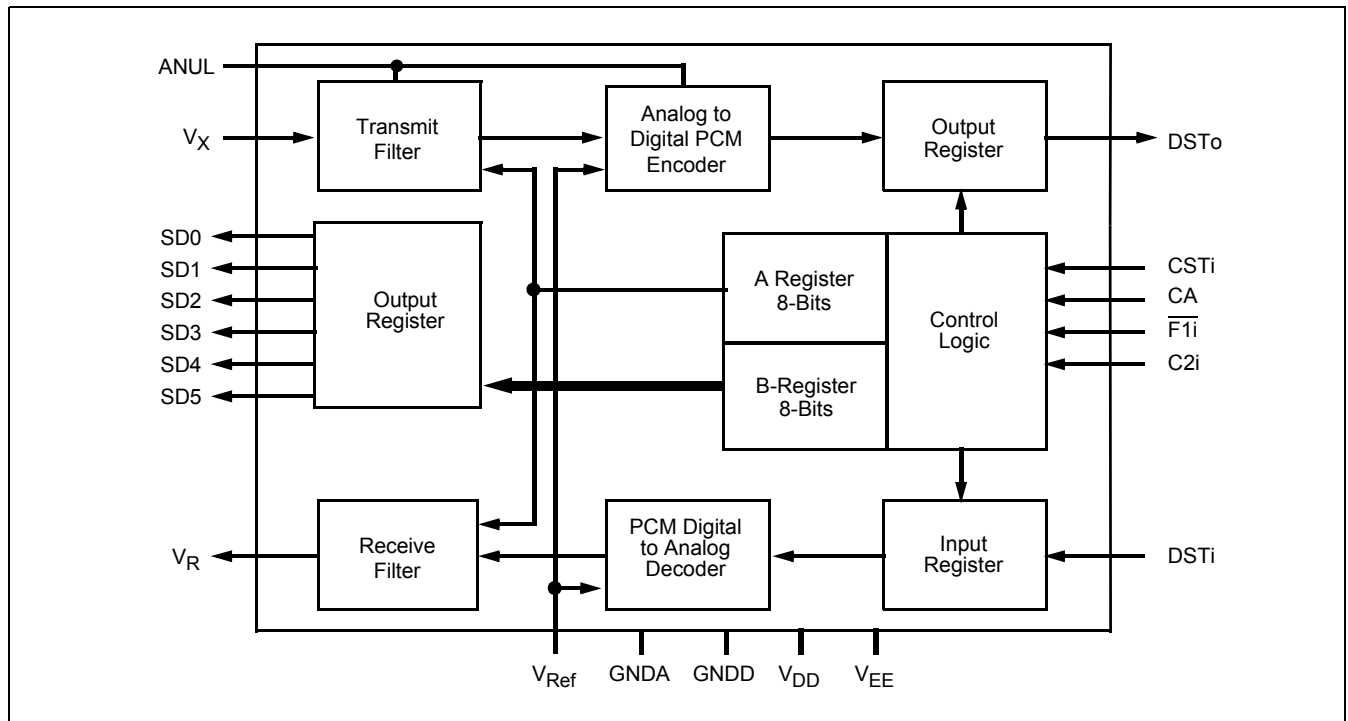 ANUL
VX
Transmit
Filter
Analog to
Digital PCM
Encoder
Output
Register
DSTo
SD0
SD1
SD2
SD3
SD4
SD5
Output
Register
A Register
8-Bits
B-Register
8-Bits
Control
Logic
CSTi
CA
F1i
C2i
VR
Receive
Filter
PCM Digital
to Analog
Decoder
Input
Register
DSTi
VRef
GNDA
GNDD
VDD
VEE